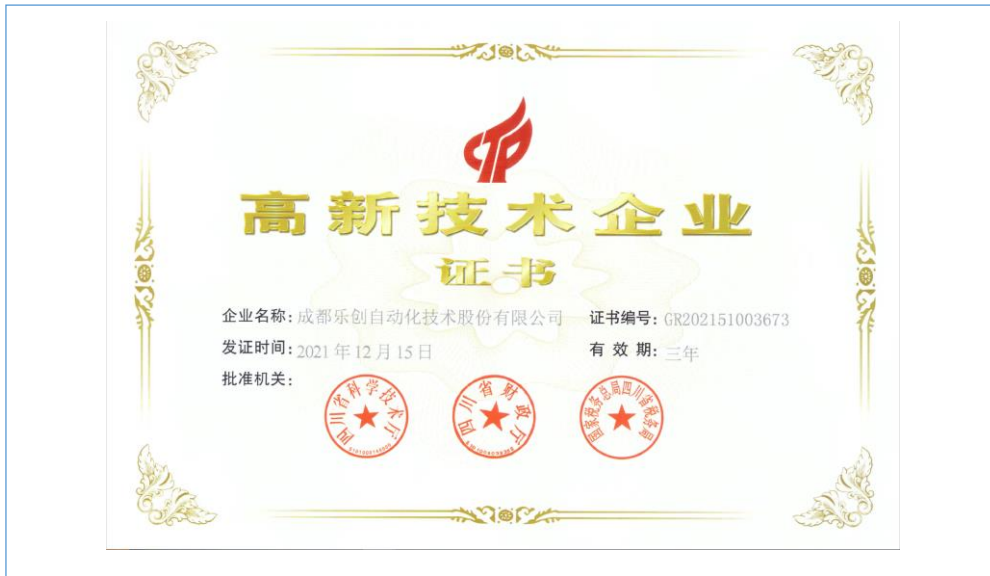 高新技术企业
证书
企业名称：成都乐创自动化技术股份有限公司
证书编号：GR202151003673
发证时间：2021年12月15日
有效期：三年
批准机关：
四川省科学技术厅
四川省财政厅
国家税务总局四川省税务局